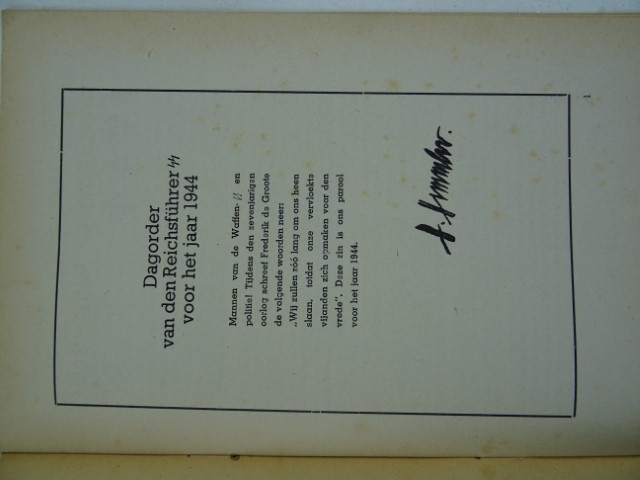 Dagorder
van den Reichsführer ᛋᛋ
voor het jaar 1944
Mannen van de Waffen-ᛋᛋ en
politie! Tijdens den zevenjarigen
oorlog schreef Frederik de Groote
de volgende woorden neer:
„Wij zullen zóó lang om ons heen
slaan, totdat onze vervloekte
vijanden zich opmaken voor den
vrede". Deze zin is ons parool
voor het jaar 1944.
H. Himmler.
1